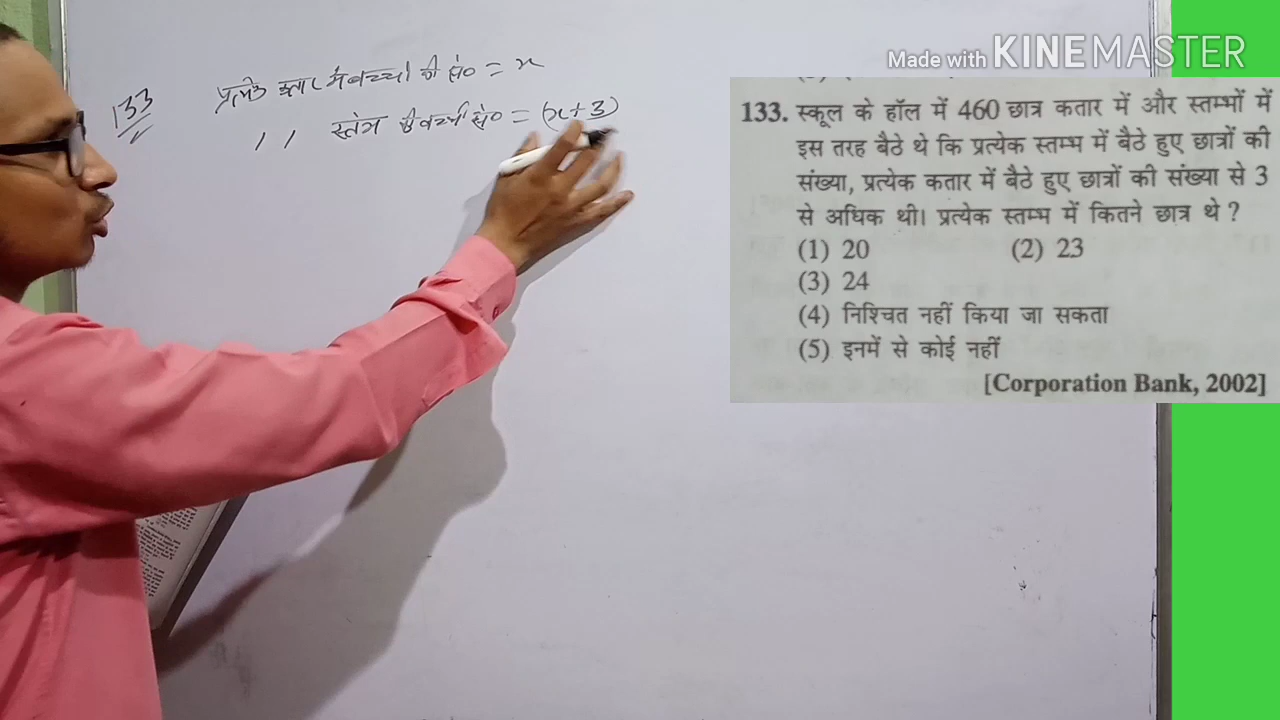 Made with KINEMASTER
133
प्रत्येक कतार में बच्चों की सं० = x
,, स्तंभ की बच्चों सं० = (x+3)
133. स्कूल के हॉल में 460 छात्र कतार में और स्तम्भों में
इस तरह बैठे थे कि प्रत्येक स्तम्भ में बैठे हुए छात्रों की
संख्या, प्रत्येक कतार में बैठे हुए छात्रों की संख्या से 3
से अधिक थी। प्रत्येक स्तम्भ में कितने छात्र थे ?
(1) 20 (2) 23
(3) 24
(4) निश्चित नहीं किया जा सकता
(5) इनमें से कोई नहीं
[Corporation Bank, 2002]